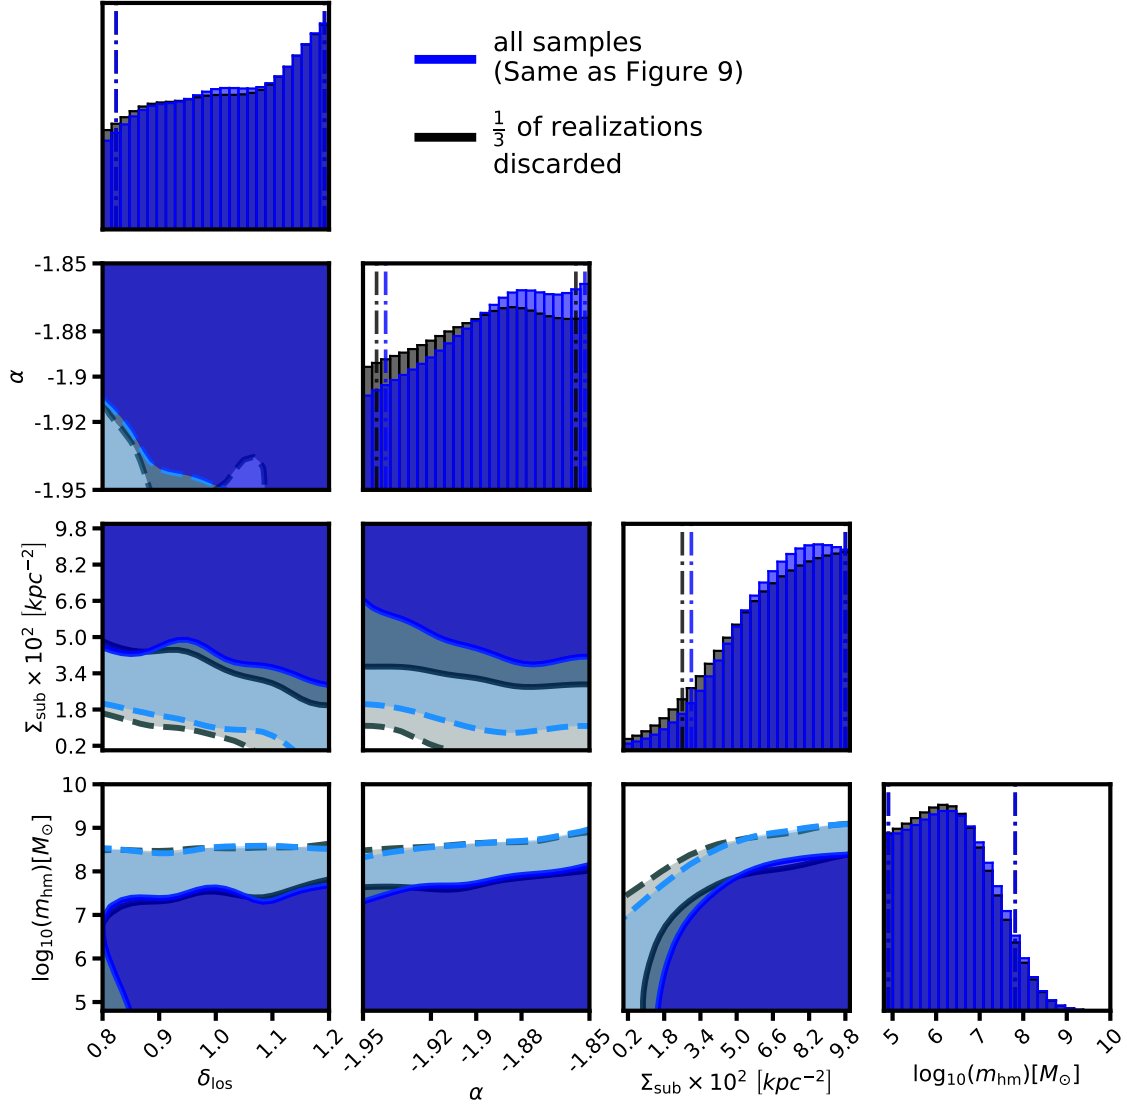 all samples
(Same as Figure 9)
1/3 of realizations
discarded
-1.85
-1.88
-1.9
-1.92
-1.95
α
9.8
8.2
6.6
5.0
3.4
1.8
0.2
Σsub × 10² [kpc⁻²]
10
9
8
7
6
5
log₁₀(mhm)[M⊙]
0.8 0.9 1.0 1.1 1.2
δlos
-1.95 -1.92 -1.9 -1.88 -1.85
α
0.2 1.8 3.4 5.0 6.6 8.2 9.8
Σsub × 10² [kpc⁻²]
5 6 7 8 9 10
log₁₀(mhm)[M⊙]